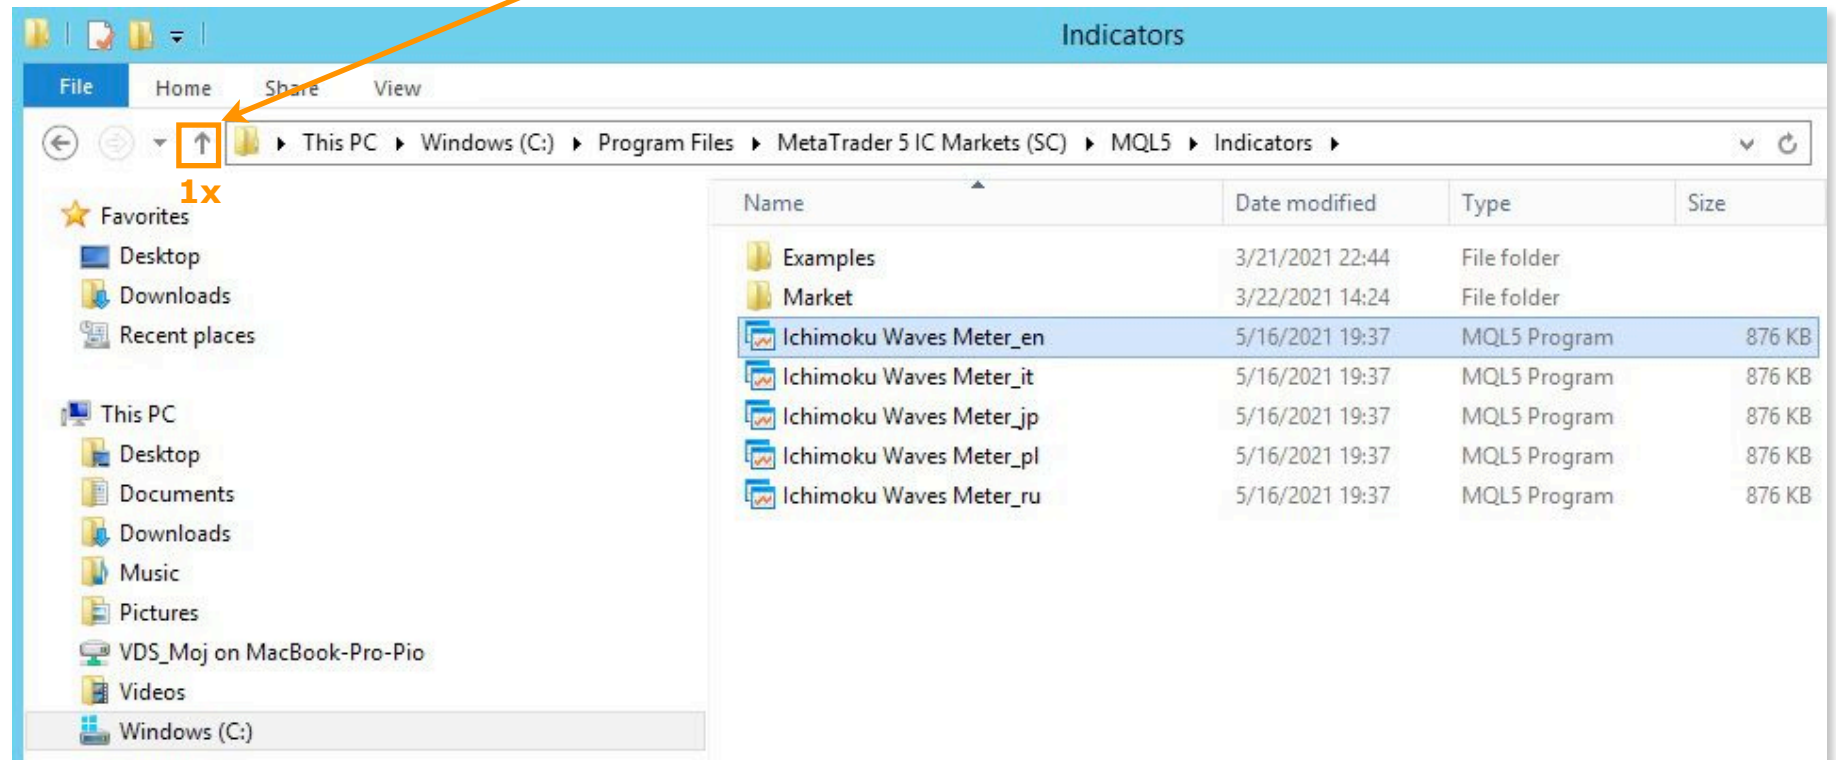 Indicators
File Home Share View
This PC Windows (C:) Program Files MetaTrader 5 IC Markets (SC) MQL5 Indicators
1x
Name Date modified Type Size
Favorites
Desktop
Downloads
Recent places
This PC
Desktop
Documents
Downloads
Music
Pictures
VDS_Moj on MacBook-Pro-Pio
Videos
Windows (C:)
Examples 3/21/2021 22:44 File folder
Market 3/22/2021 14:24 File folder
Ichimoku Waves Meter_en 5/16/2021 19:37 MQL5 Program 876 KB
Ichimoku Waves Meter_it 5/16/2021 19:37 MQL5 Program 876 KB
Ichimoku Waves Meter_jp 5/16/2021 19:37 MQL5 Program 876 KB
Ichimoku Waves Meter_pl 5/16/2021 19:37 MQL5 Program 876 KB
Ichimoku Waves Meter_ru 5/16/2021 19:37 MQL5 Program 876 KB